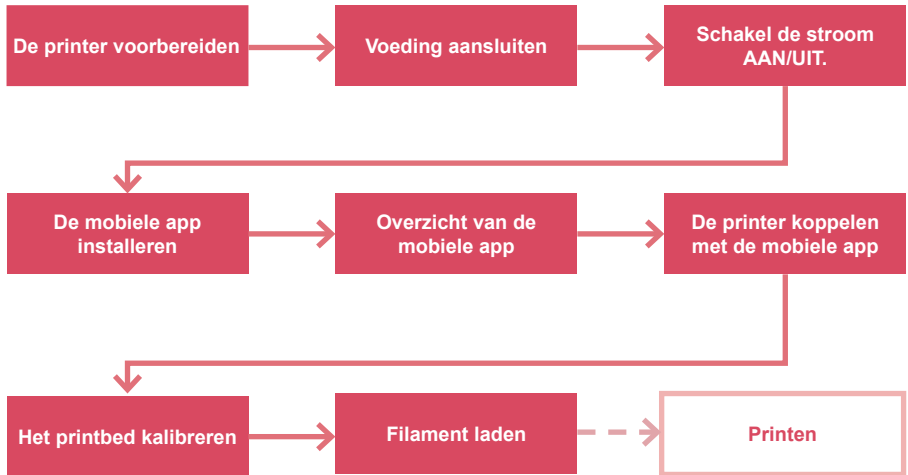 De printer voorbereiden
Voeding aansluiten
Schakel de stroom
AAN/UIT.
De mobiele app
installeren
Overzicht van de
mobiele app
De printer koppelen
met de mobiele app
Het printbed kalibreren
Filament laden
Printen